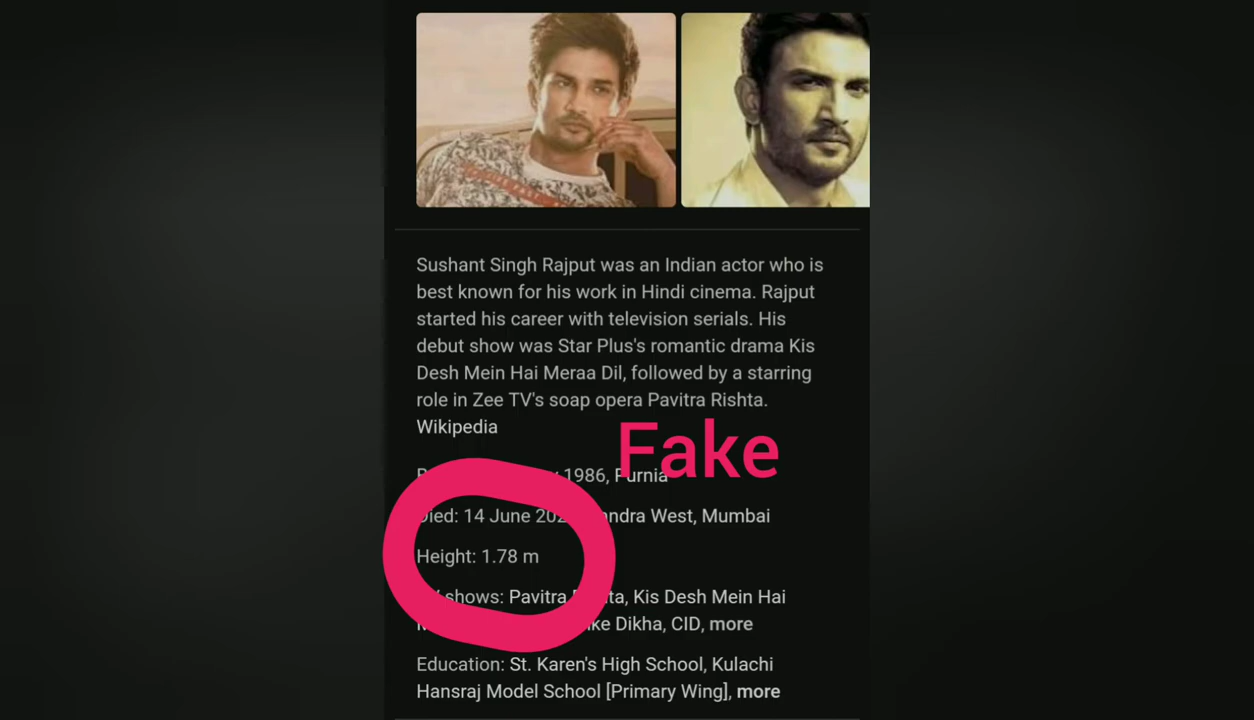 Sushant Singh Rajput was an Indian actor who is
best known for his work in Hindi cinema. Rajput
started his career with television serials. His
debut show was Star Plus's romantic drama Kis
Desh Mein Hai Meraa Dil, followed by a starring
role in Zee TV's soap opera Pavitra Rishta.
Wikipedia
Fake
1986, Purnia
Died: 14 June West, Mumbai
Height: 1.78 m
shows: Pavitra Kis Desh Mein Hai
Dikha, CID, more
Education: St. Karen's High School, Kulachi
Hansraj Model School [Primary Wing], more